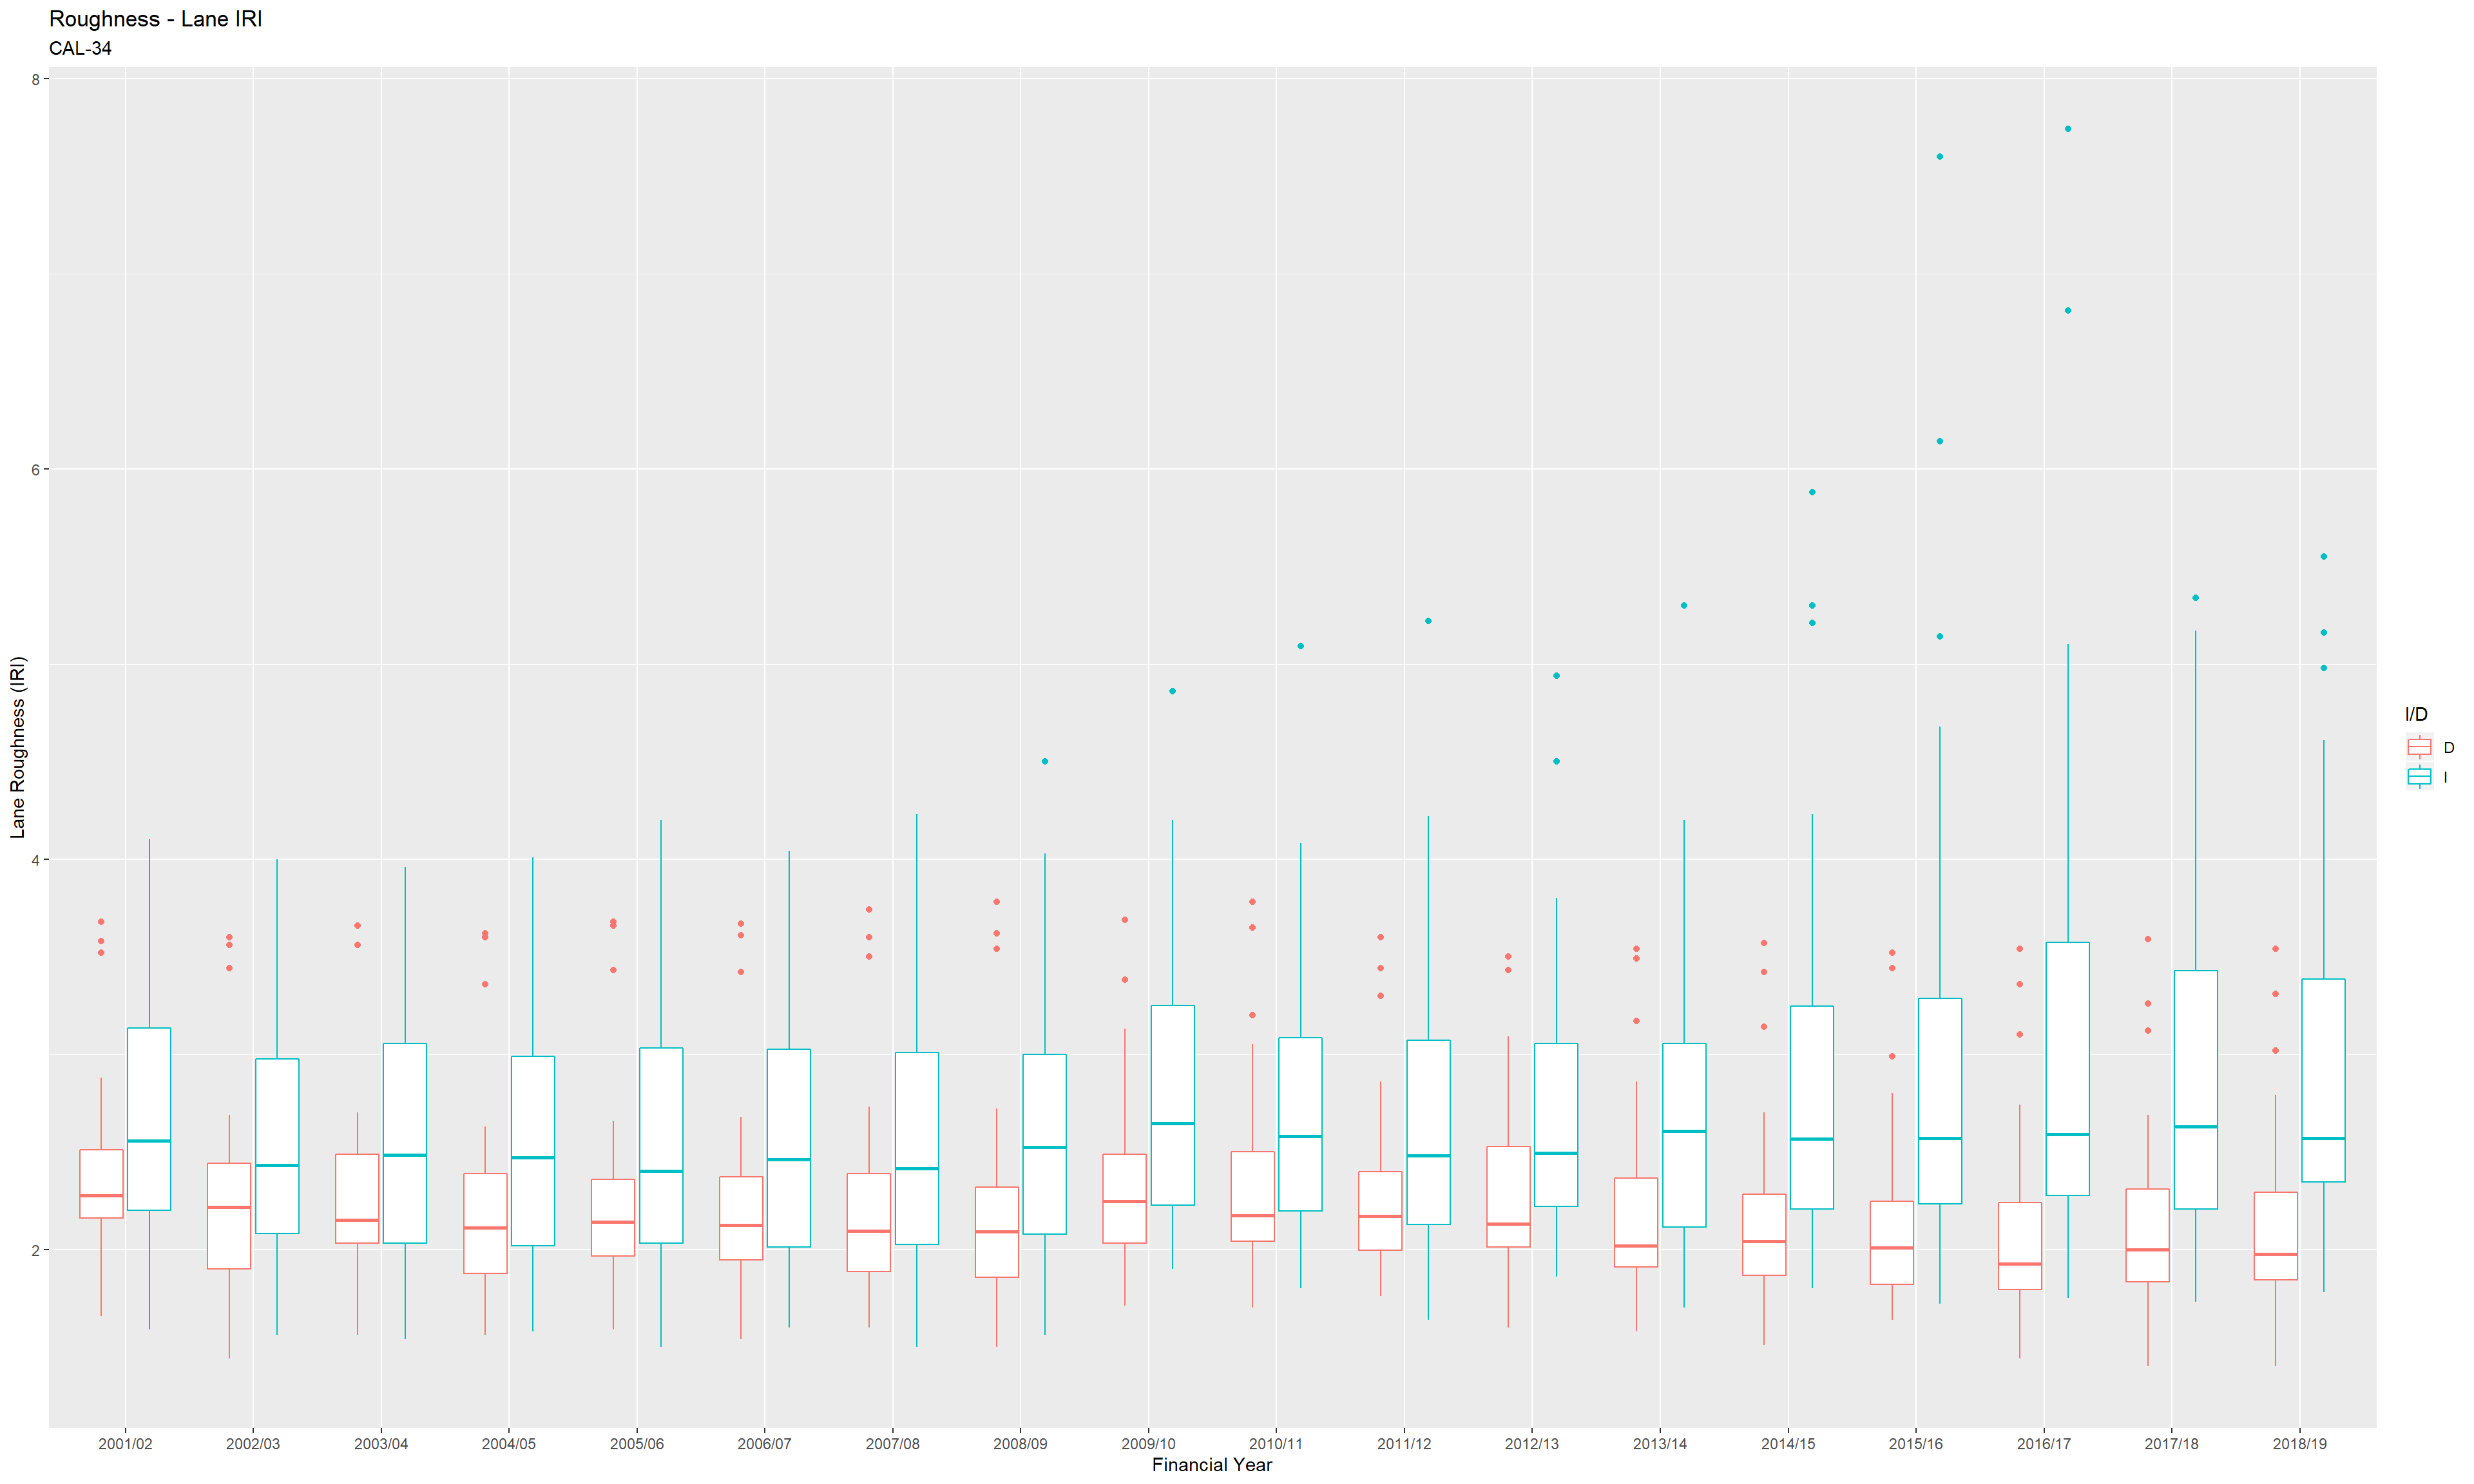 Roughness - Lane IRI
CAL-34
8
6
4
2
Lane Roughness (IRI)
2001/02 2002/03 2003/04 2004/05 2005/06 2006/07 2007/08 2008/09 2009/10 2010/11 2011/12 2012/13 2013/14 2014/15 2015/16 2016/17 2017/18 2018/19
Financial Year
I/D
D
I